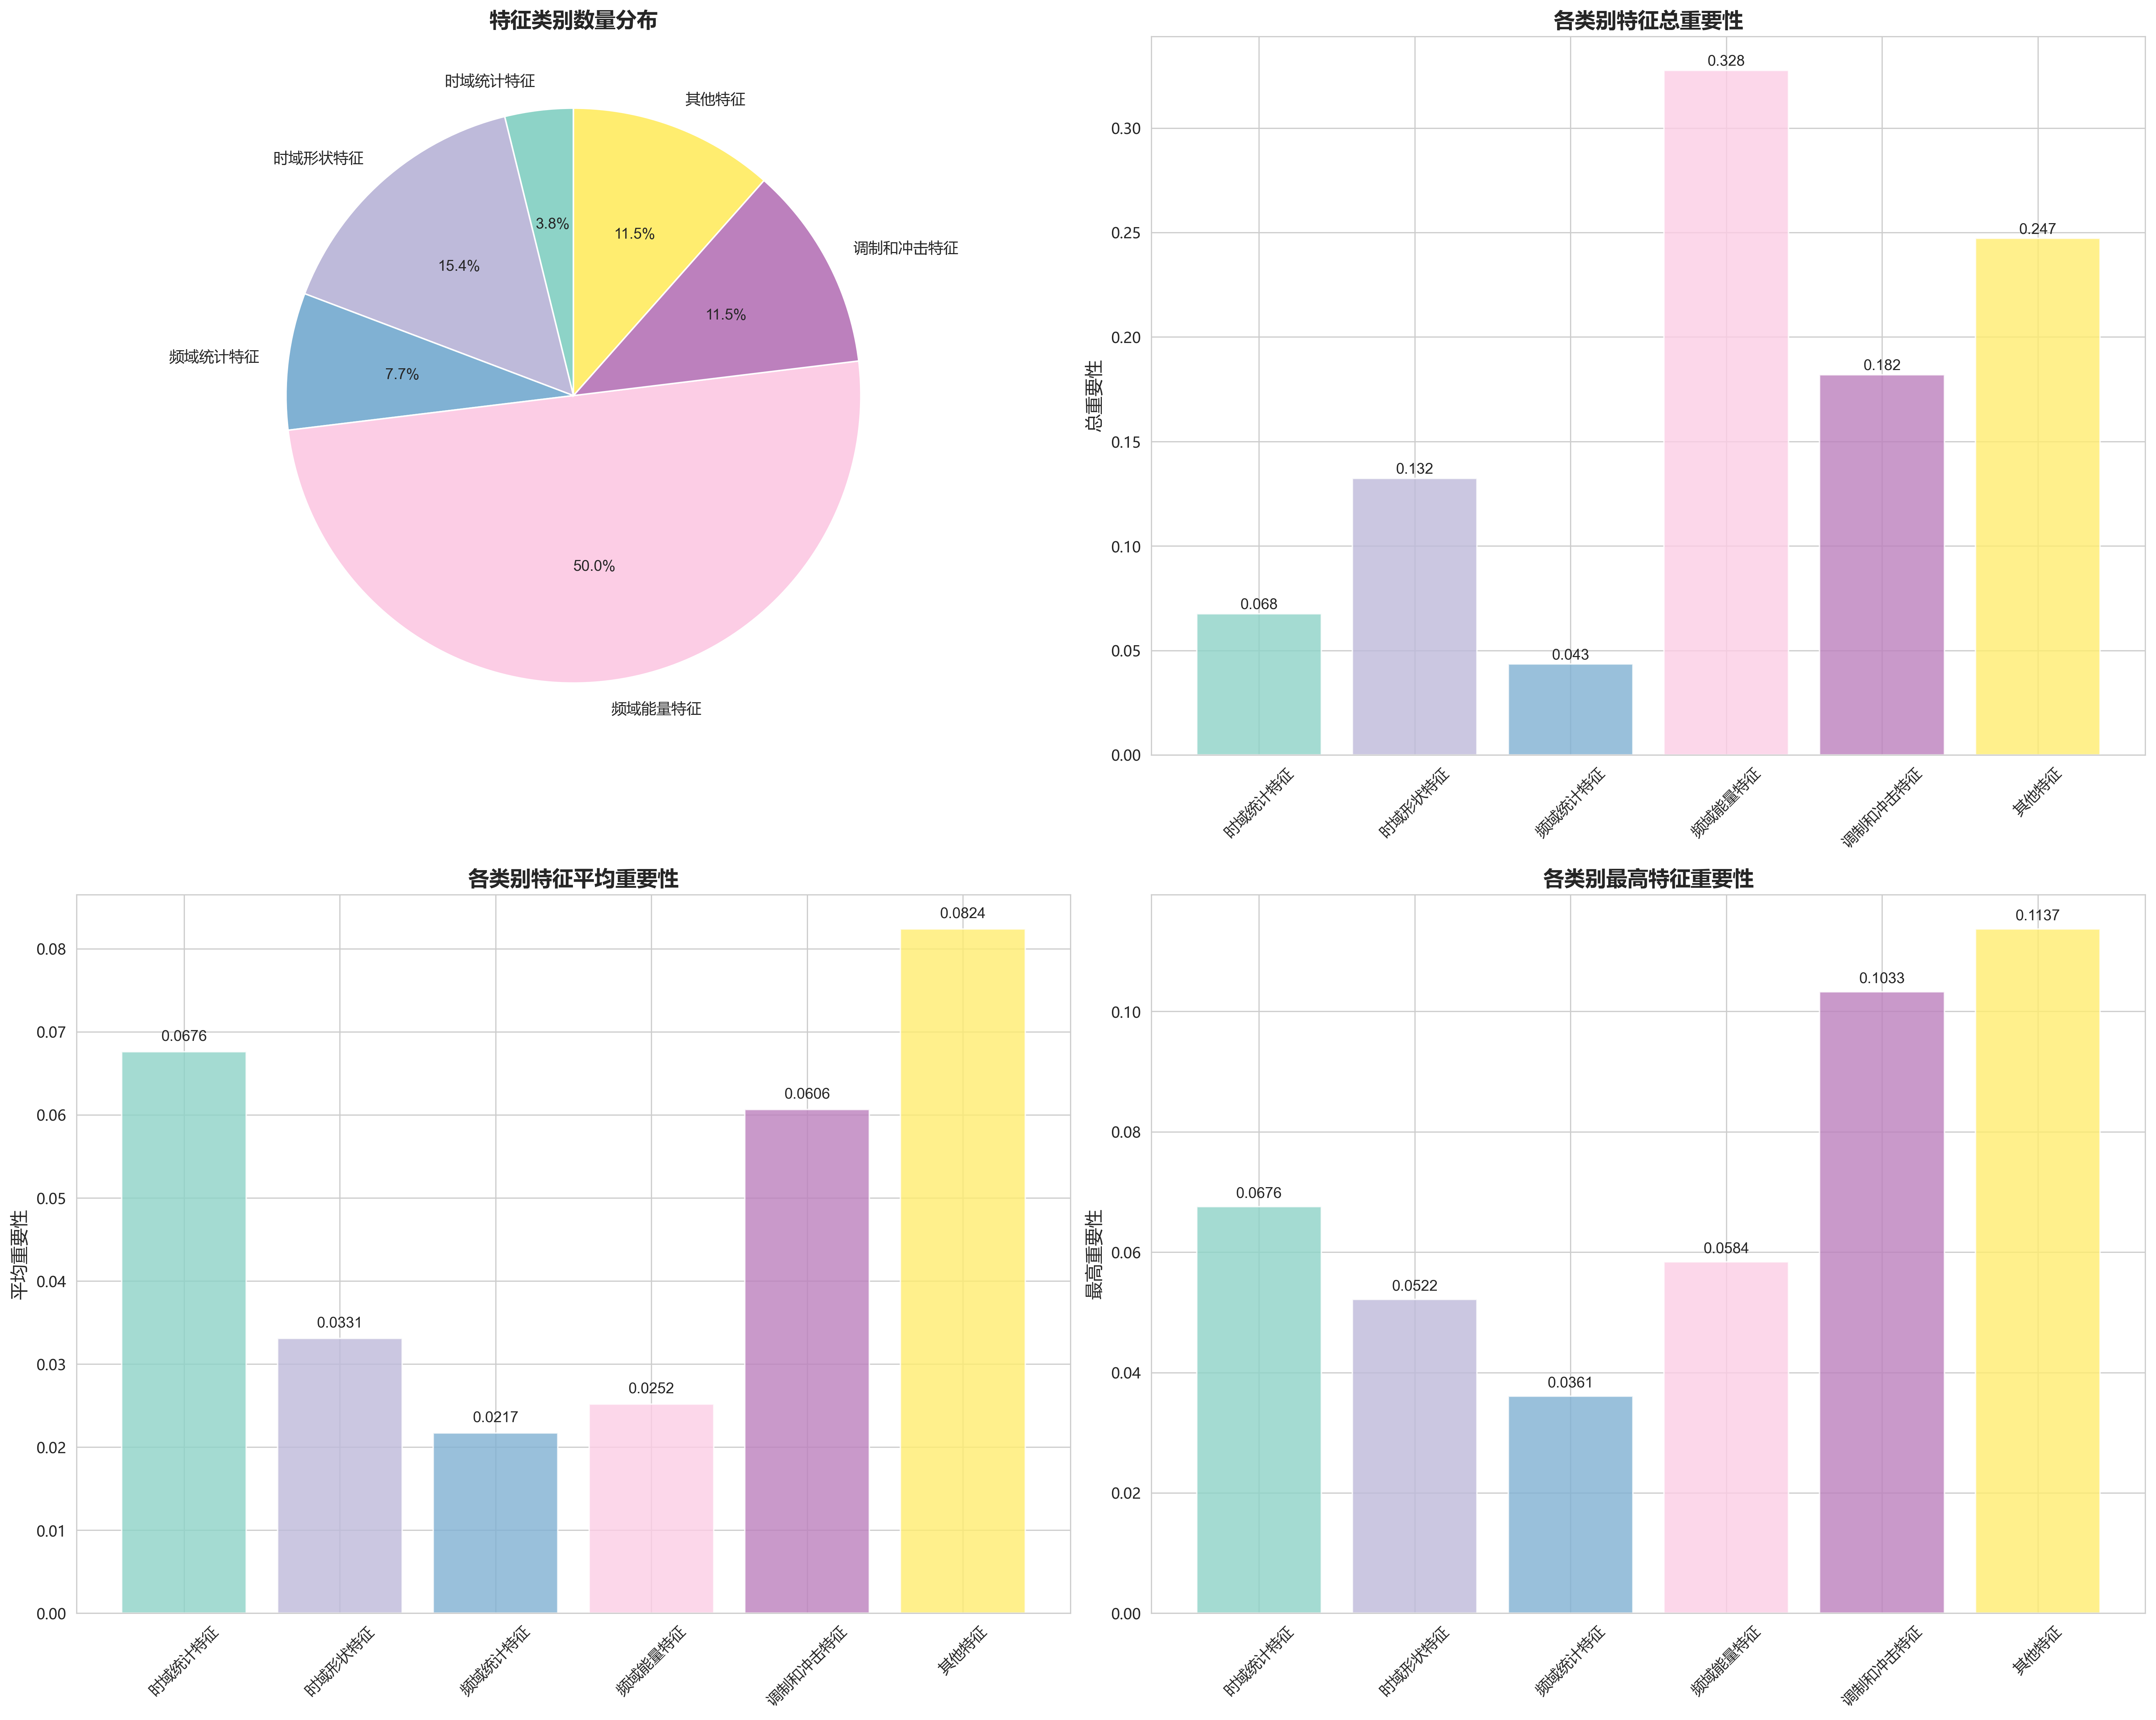 特征类别数量分布
时域统计特征
其他特征
时域形状特征
调制和冲击特征
频域统计特征
频域能量特征
3.8%
11.5%
15.4%
11.5%
7.7%
50.0%
各类别特征总重要性
总重要性
0.30
0.25
0.20
0.15
0.10
0.05
0.00
0.068
0.132
0.043
0.328
0.182
0.247
时域统计特征
时域形状特征
频域统计特征
频域能量特征
调制和冲击特征
其他特征
各类别特征平均重要性
平均重要性
0.08
0.07
0.06
0.05
0.04
0.03
0.02
0.01
0.00
0.0676
0.0331
0.0217
0.0252
0.0606
0.0824
时域统计特征
时域形状特征
频域统计特征
频域能量特征
调制和冲击特征
其他特征
各类别最高特征重要性
最高重要性
0.10
0.08
0.06
0.04
0.02
0.00
0.0676
0.0522
0.0361
0.0584
0.1033
0.1137
时域统计特征
时域形状特征
频域统计特征
频域能量特征
调制和冲击特征
其他特征